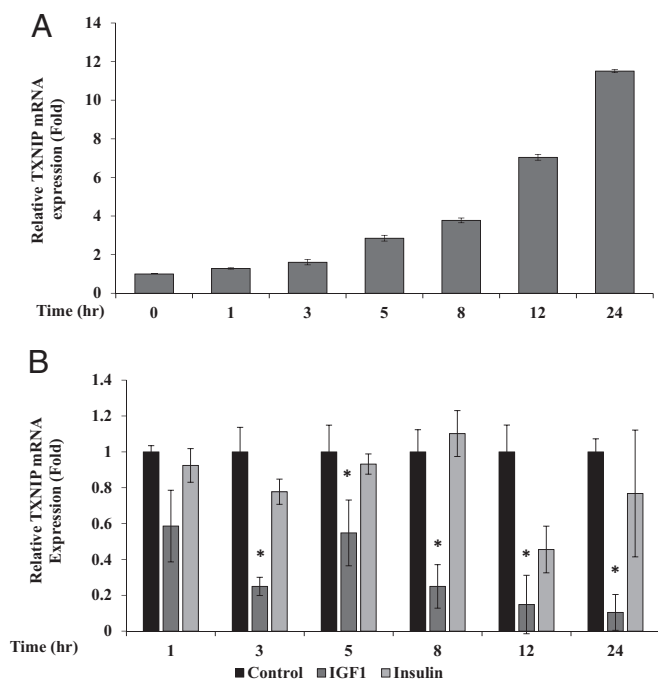 A
Relative TXNIP mRNA
expression (Fold)
14
12
10
8
6
4
2
0
Time (hr)
0 1 3 5 8 12 24
B
Relative TXNIP mRNA
Expression (Fold)
1.4
1.2
1
0.8
0.6
0.4
0.2
0
* * * * *
Time (hr)
1 3 5 8 12 24
Control IGF1 Insulin